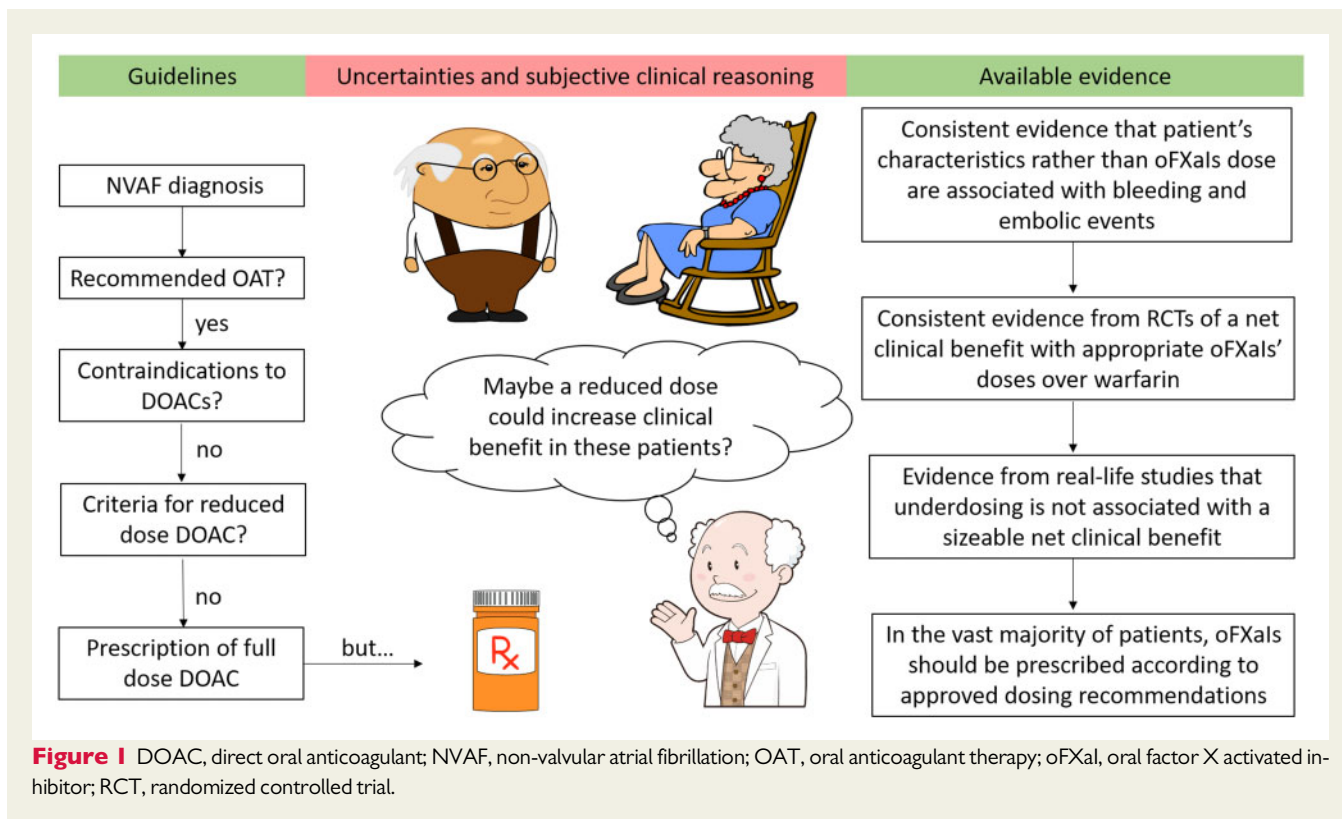 Guidelines
Uncertainties and subjective clinical reasoning
Available evidence
NVAF diagnosis
Recommended OAT?
yes
Contraindications to
DOACs?
no
Criteria for reduced
dose DOAC?
no
Prescription of full
dose DOAC
but...
Maybe a reduced dose
could increase clinical
benefit in these patients?
Rx
Consistent evidence that patient's
characteristics rather than oFXaIs dose
are associated with bleeding and
embolic events
Consistent evidence from RCTs of a net
clinical benefit with appropriate oFXaIs'
doses over warfarin
Evidence from real-life studies that
underdosing is not associated with a
sizeable net clinical benefit
In the vast majority of patients, oFXaIs
should be prescribed according to
approved dosing recommendations
Figure 1 DOAC, direct oral anticoagulant; NVAF, non-valvular atrial fibrillation; OAT, oral anticoagulant therapy; oFXaI, oral factor X activated in-
hibitor; RCT, randomized controlled trial.